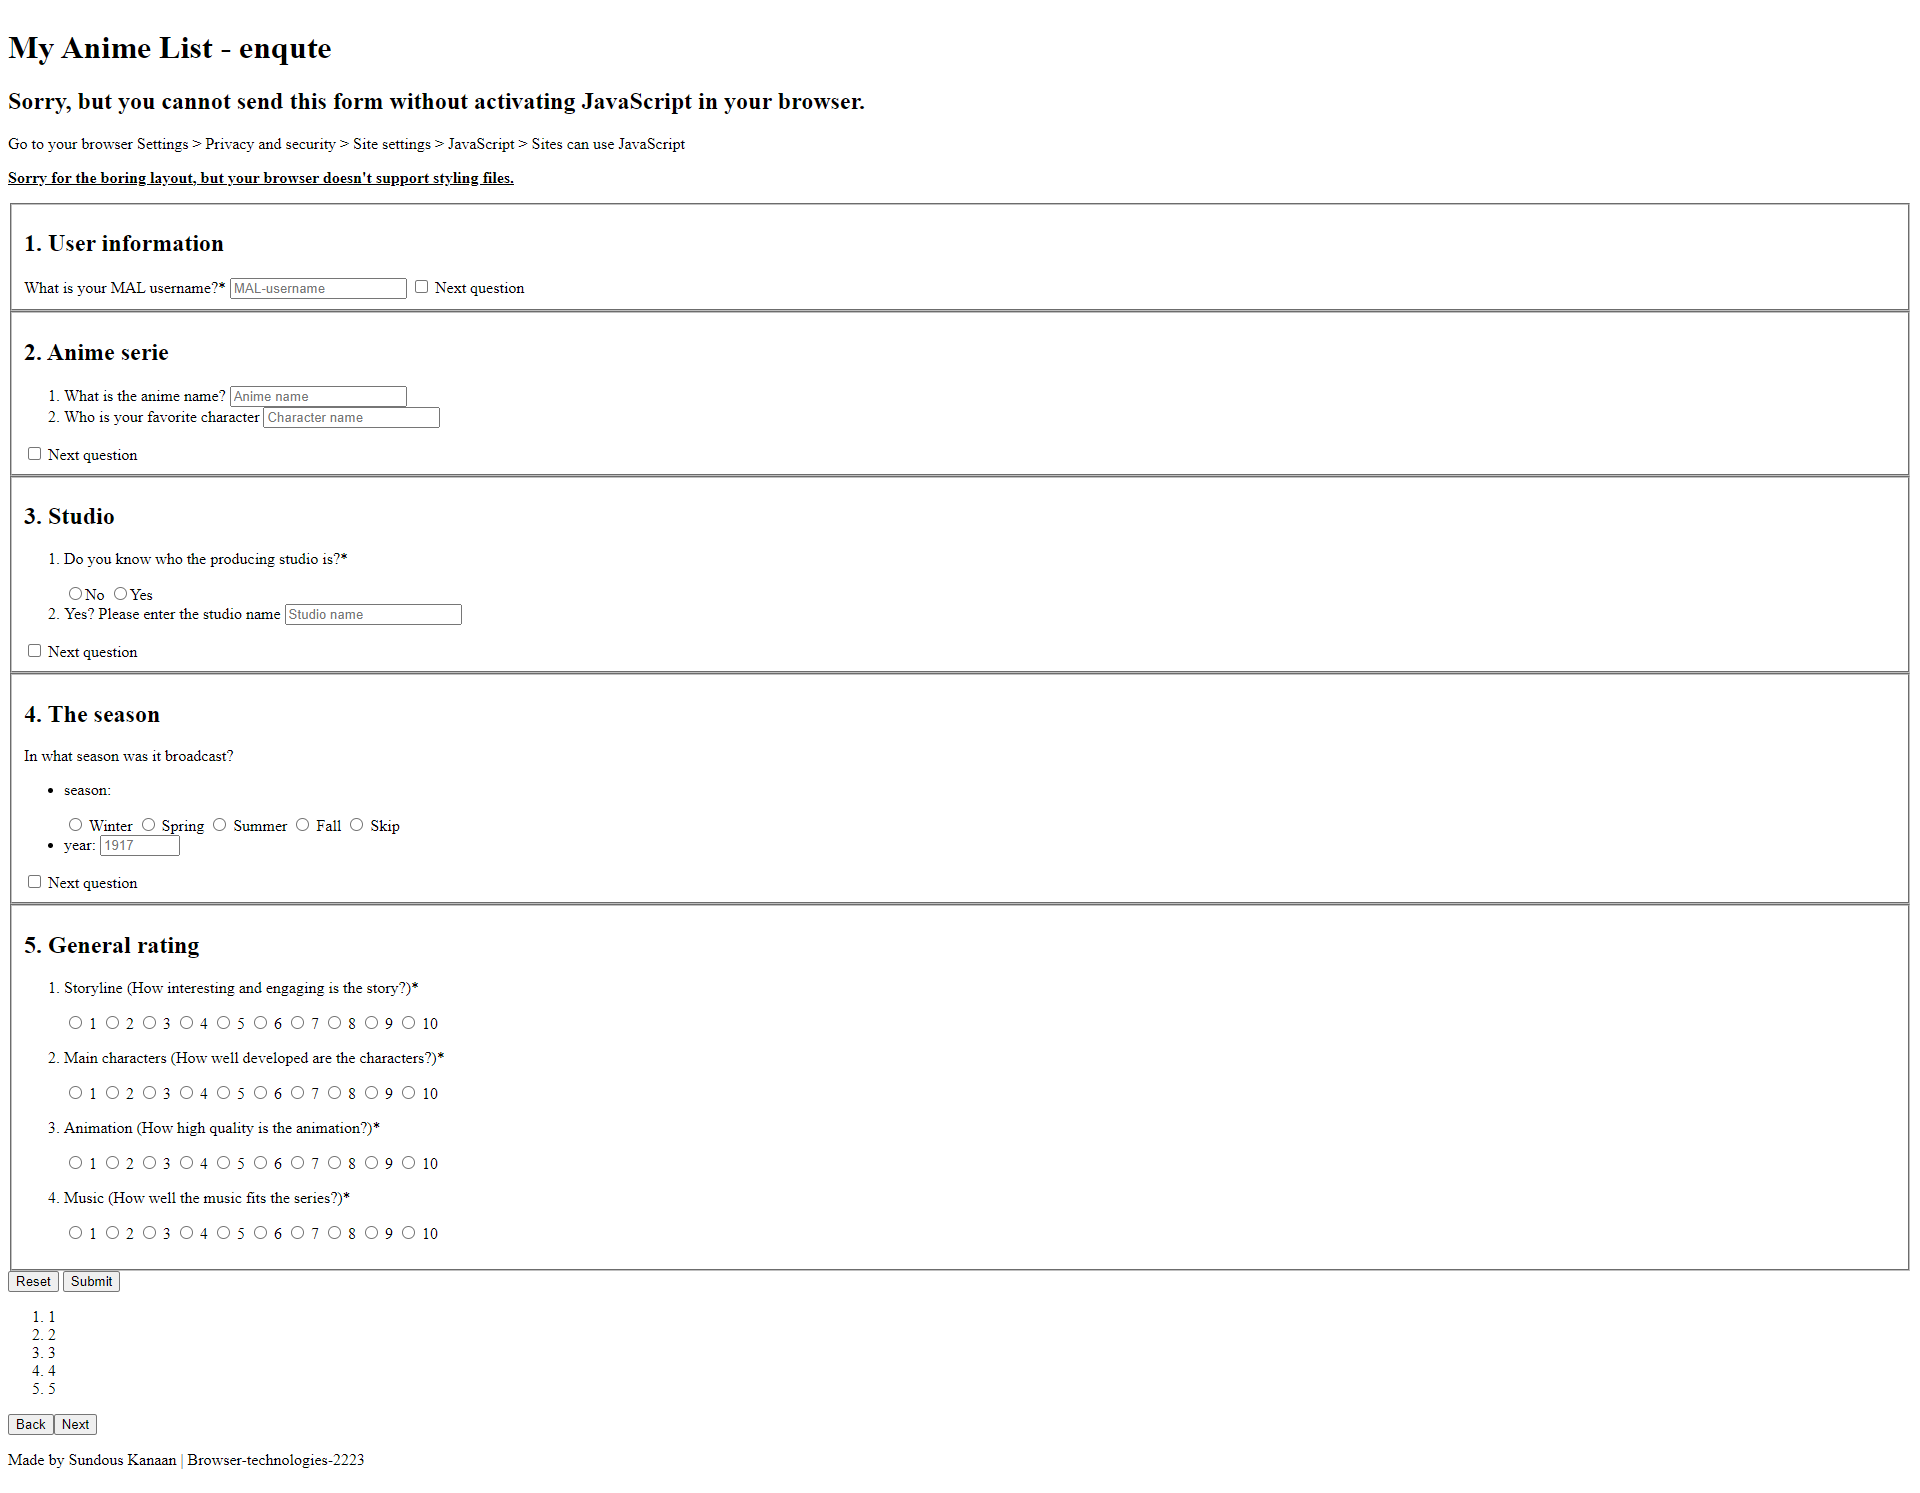 My Anime List - enqute
Sorry, but you cannot send this form without activating JavaScript in your browser.
Go to your browser Settings > Privacy and security > Site settings > JavaScript > Sites can use JavaScript
Sorry for the boring layout, but your browser doesn't support styling files.
1. User information
What is your MAL username?* MAL-username Next question
2. Anime serie
1. What is the anime name? Anime name
2. Who is your favorite character Character name
Next question
3. Studio
1. Do you know who the producing studio is?*
No Yes
2. Yes? Please enter the studio name Studio name
Next question
4. The season
In what season was it broadcast?
• season:
Winter Spring Summer Fall Skip
• year: 1917
Next question
5. General rating
1. Storyline (How interesting and engaging is the story?)*
1 2 3 4 5 6 7 8 9 10
2. Main characters (How well developed are the characters?)*
1 2 3 4 5 6 7 8 9 10
3. Animation (How high quality is the animation?)*
1 2 3 4 5 6 7 8 9 10
4. Music (How well the music fits the series?)*
1 2 3 4 5 6 7 8 9 10
Reset Submit
1. 1
2. 2
3. 3
4. 4
5. 5
Back Next
Made by Sundous Kanaan | Browser-technologies-2223